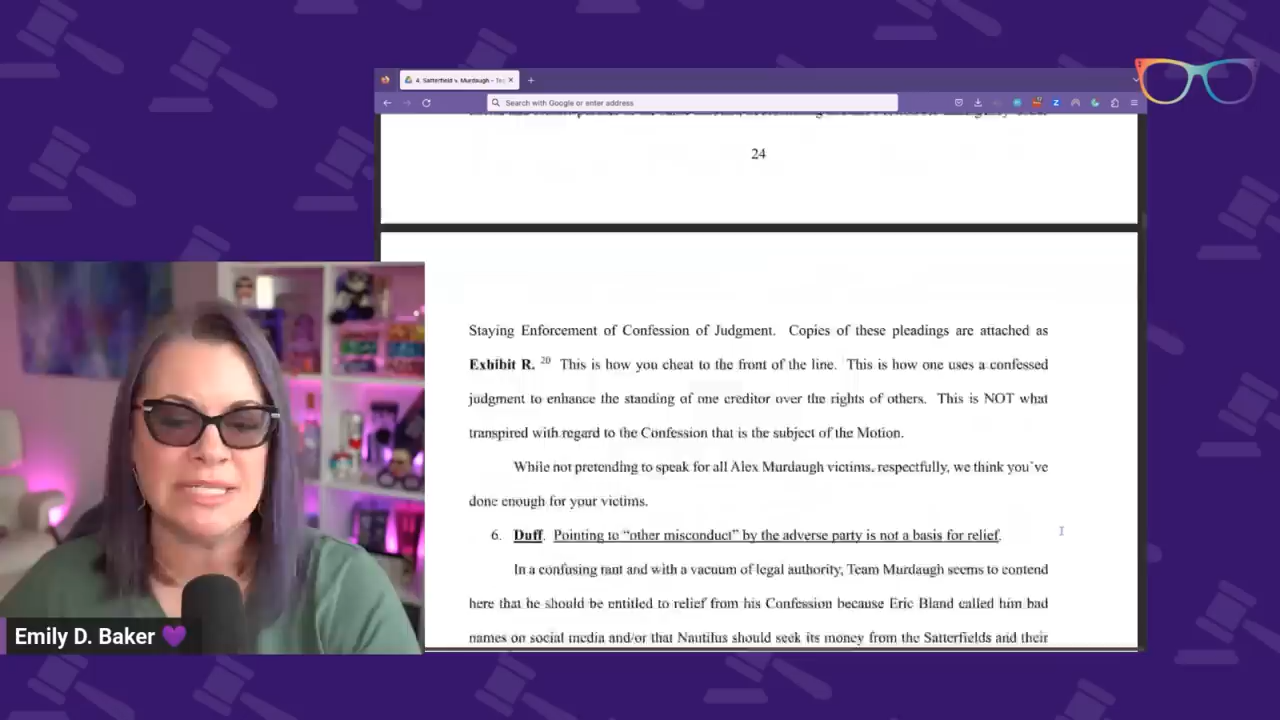 4. Satterfield v. Murdaugh - Tec
Search with Google or enter address
24
Staying Enforcement of Confession of Judgment. Copies of these pleadings are attached as
Exhibit R. 20 This is how you cheat to the front of the line. This is how one uses a confessed
judgment to enhance the standing of one creditor over the rights of others. This is NOT what
transpired with regard to the Confession that is the subject of the Motion.
While not pretending to speak for all Alex Murdaugh victims, respectfully, we think you've
done enough for your victims.
6. Duff. Pointing to "other misconduct" by the adverse party is not a basis for relief.
In a confusing rant and with a vacuum of legal authority, Team Murdaugh seems to contend
here that he should be entitled to relief from his Confession because Eric Bland called him bad
names on social media and/or that Nautilus should seek its money from the Satterfields and their
Emily D. Baker 💜